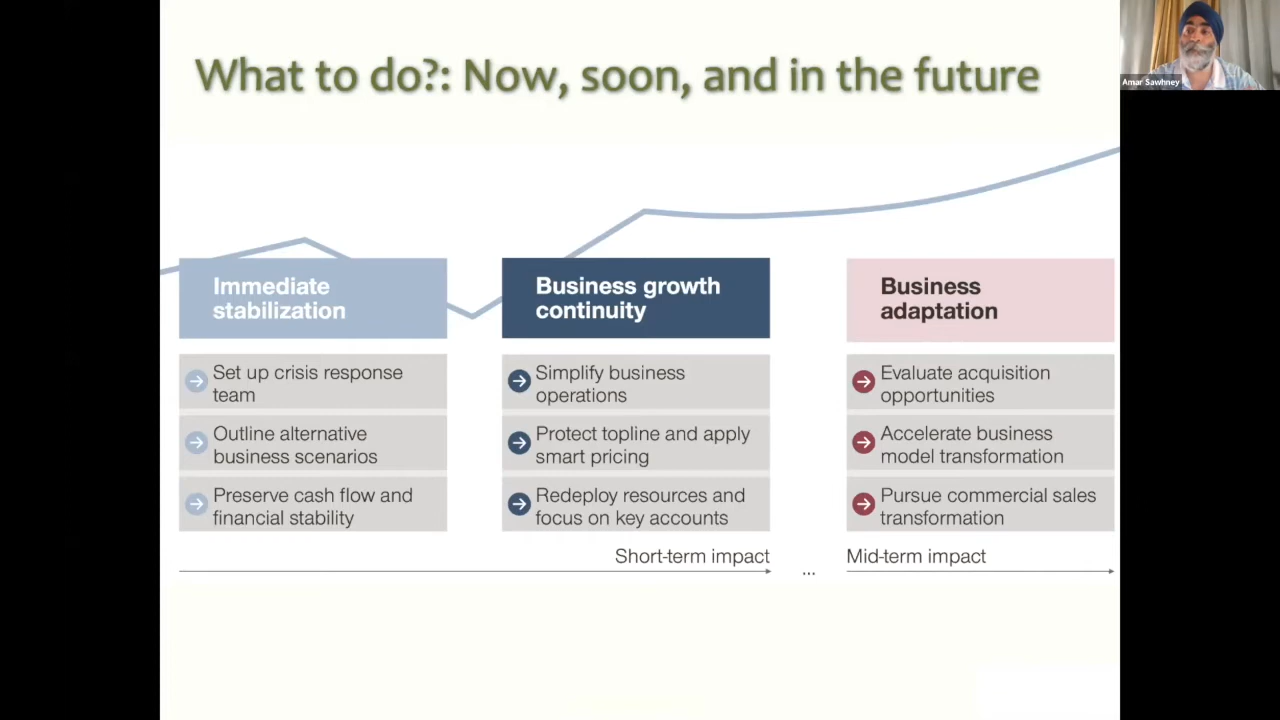 What to do?: Now, soon, and in the future
Amar Sawhney
Immediate
stabilization
Set up crisis response
team
Outline alternative
business scenarios
Preserve cash flow and
financial stability
Business growth
continuity
Simplify business
operations
Protect topline and apply
smart pricing
Redeploy resources and
focus on key accounts
Short-term impact
...
Business
adaptation
Evaluate acquisition
opportunities
Accelerate business
model transformation
Pursue commercial sales
transformation
Mid-term impact